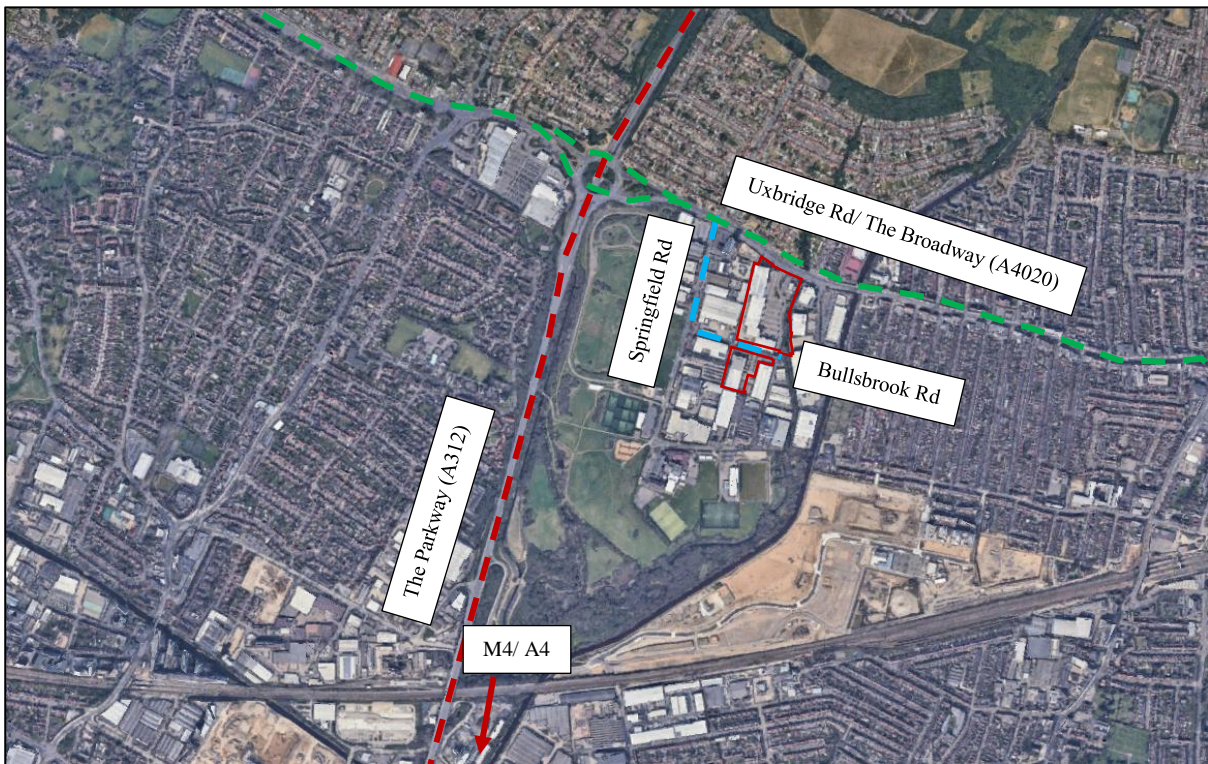 Uxbridge Rd/ The Broadway (A4020)
Springfield Rd
Bullsbrook Rd
The Parkway (A312)
M4/ A4